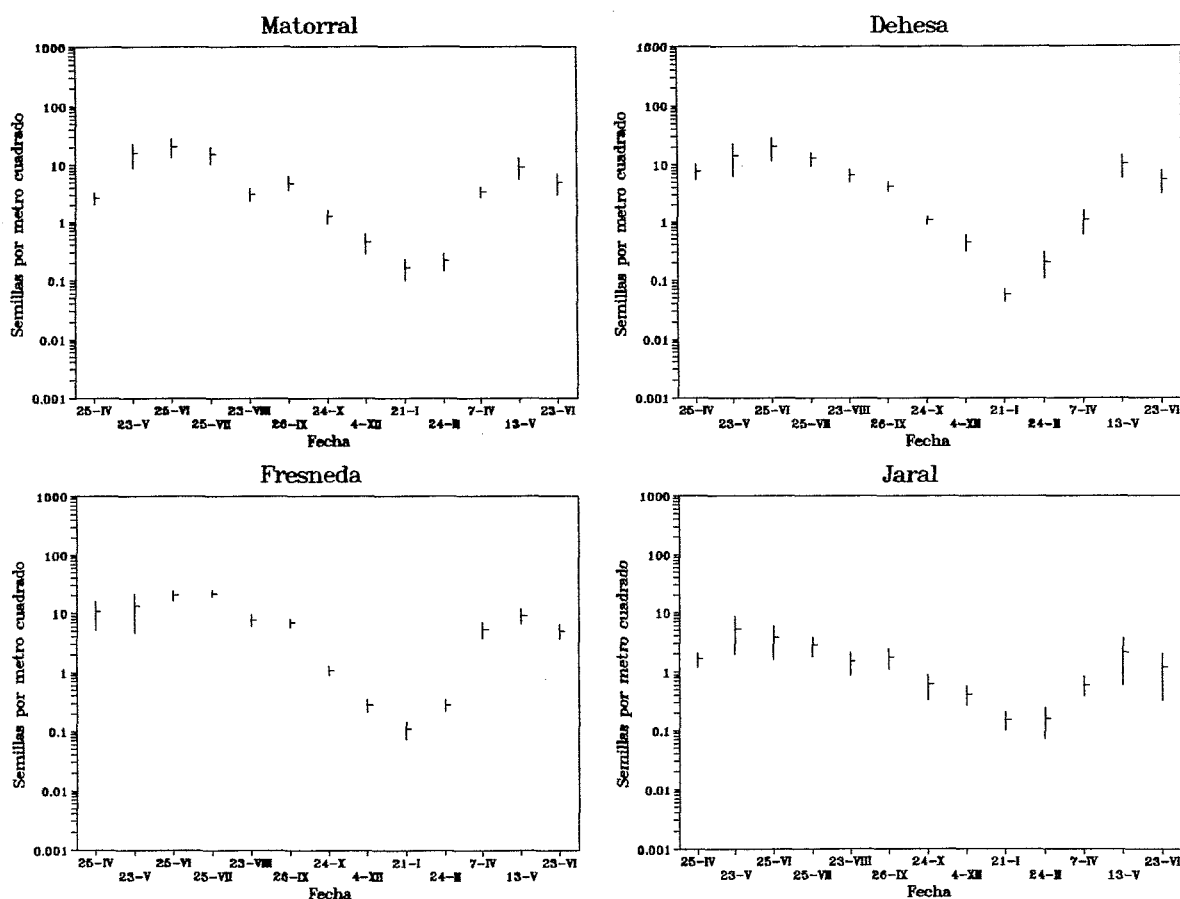 Matorral
1000
100
10
1
0.1
0.01
0.001
Semillas por metro cuadrado
25-IV
23-V
25-VI
25-VII
23-VIII
26-IX
24-X
4-XII
21-I
24-II
7-IV
13-V
23-VI
Fecha
Dehesa
1000
100
10
1
0.1
0.01
0.001
Semillas por metro cuadrado
25-IV
23-V
25-VI
25-VII
23-VIII
26-IX
24-X
4-XII
21-I
24-II
7-IV
13-V
23-VI
Fecha
Fresneda
1000
100
10
1
0.1
0.01
0.001
Semillas por metro cuadrado
25-IV
23-V
25-VI
25-VII
23-VIII
26-IX
24-X
4-XII
21-I
24-II
7-IV
13-V
23-VI
Fecha
Jaral
1000
100
10
1
0.1
0.01
0.001
Semillas por metro cuadrado
25-IV
23-V
25-VI
25-VII
23-VIII
26-IX
24-X
4-XII
21-I
24-II
7-IV
13-V
23-VI
Fecha